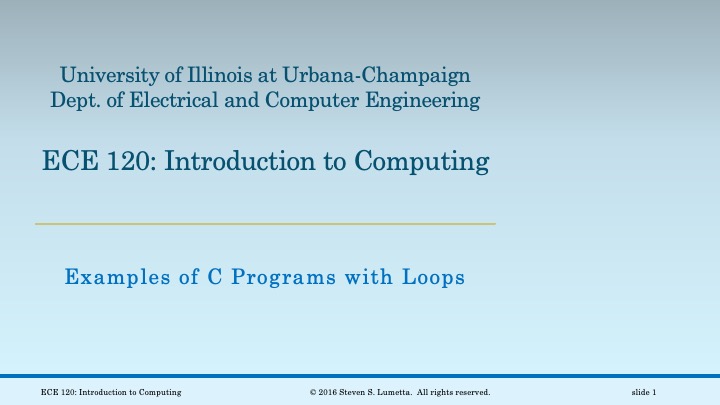 University of Illinois at Urbana-Champaign
Dept. of Electrical and Computer Engineering
ECE 120: Introduction to Computing
Examples of C Programs with Loops
ECE 120: Introduction to Computing © 2016 Steven S. Lumetta. All rights reserved. slide 1